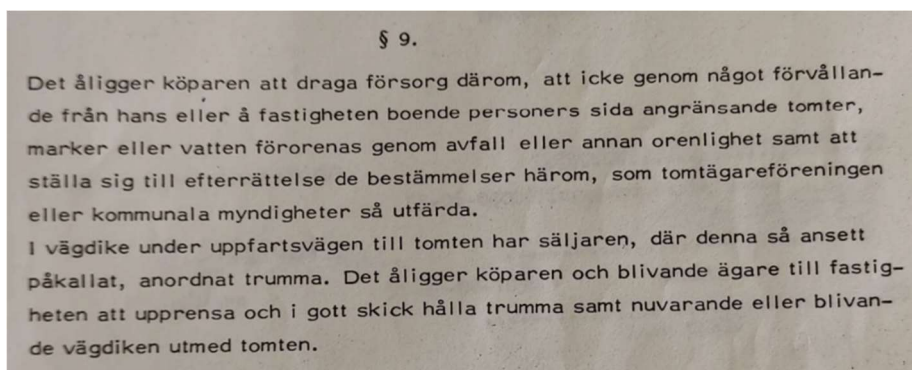 § 9.
Det åligger köparen att draga försorg därom, att icke genom något förvållan-
de från hans eller å fastigheten boende personers sida angränsande tomter,
marker eller vatten förorenas genom avfall eller annan orenlighet samt att
ställa sig till efterrättelse de bestämmelser härom, som tomtägareföreningen
eller kommunala myndigheter så utfärda.
I vägdike under uppfartsvägen till tomten har säljaren, där denna så ansett
påkallat, anordnat trumma. Det åligger köparen och blivande ägare till fastig-
heten att upprensa och i gott skick hålla trumma samt nuvarande eller blivan-
de vägdiken utmed tomten.